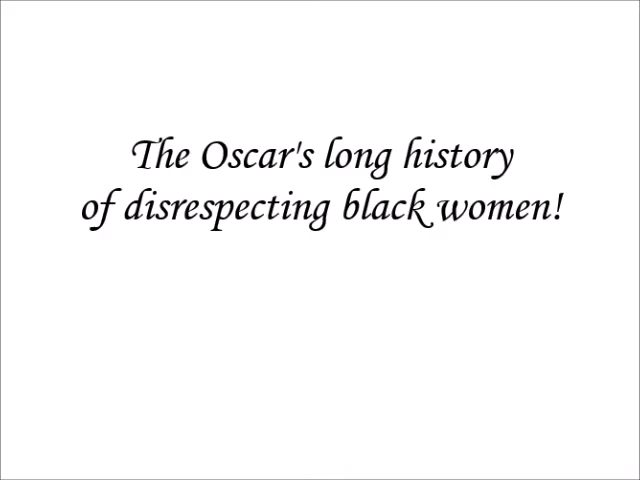 The Oscar's long history
of disrespecting black women!